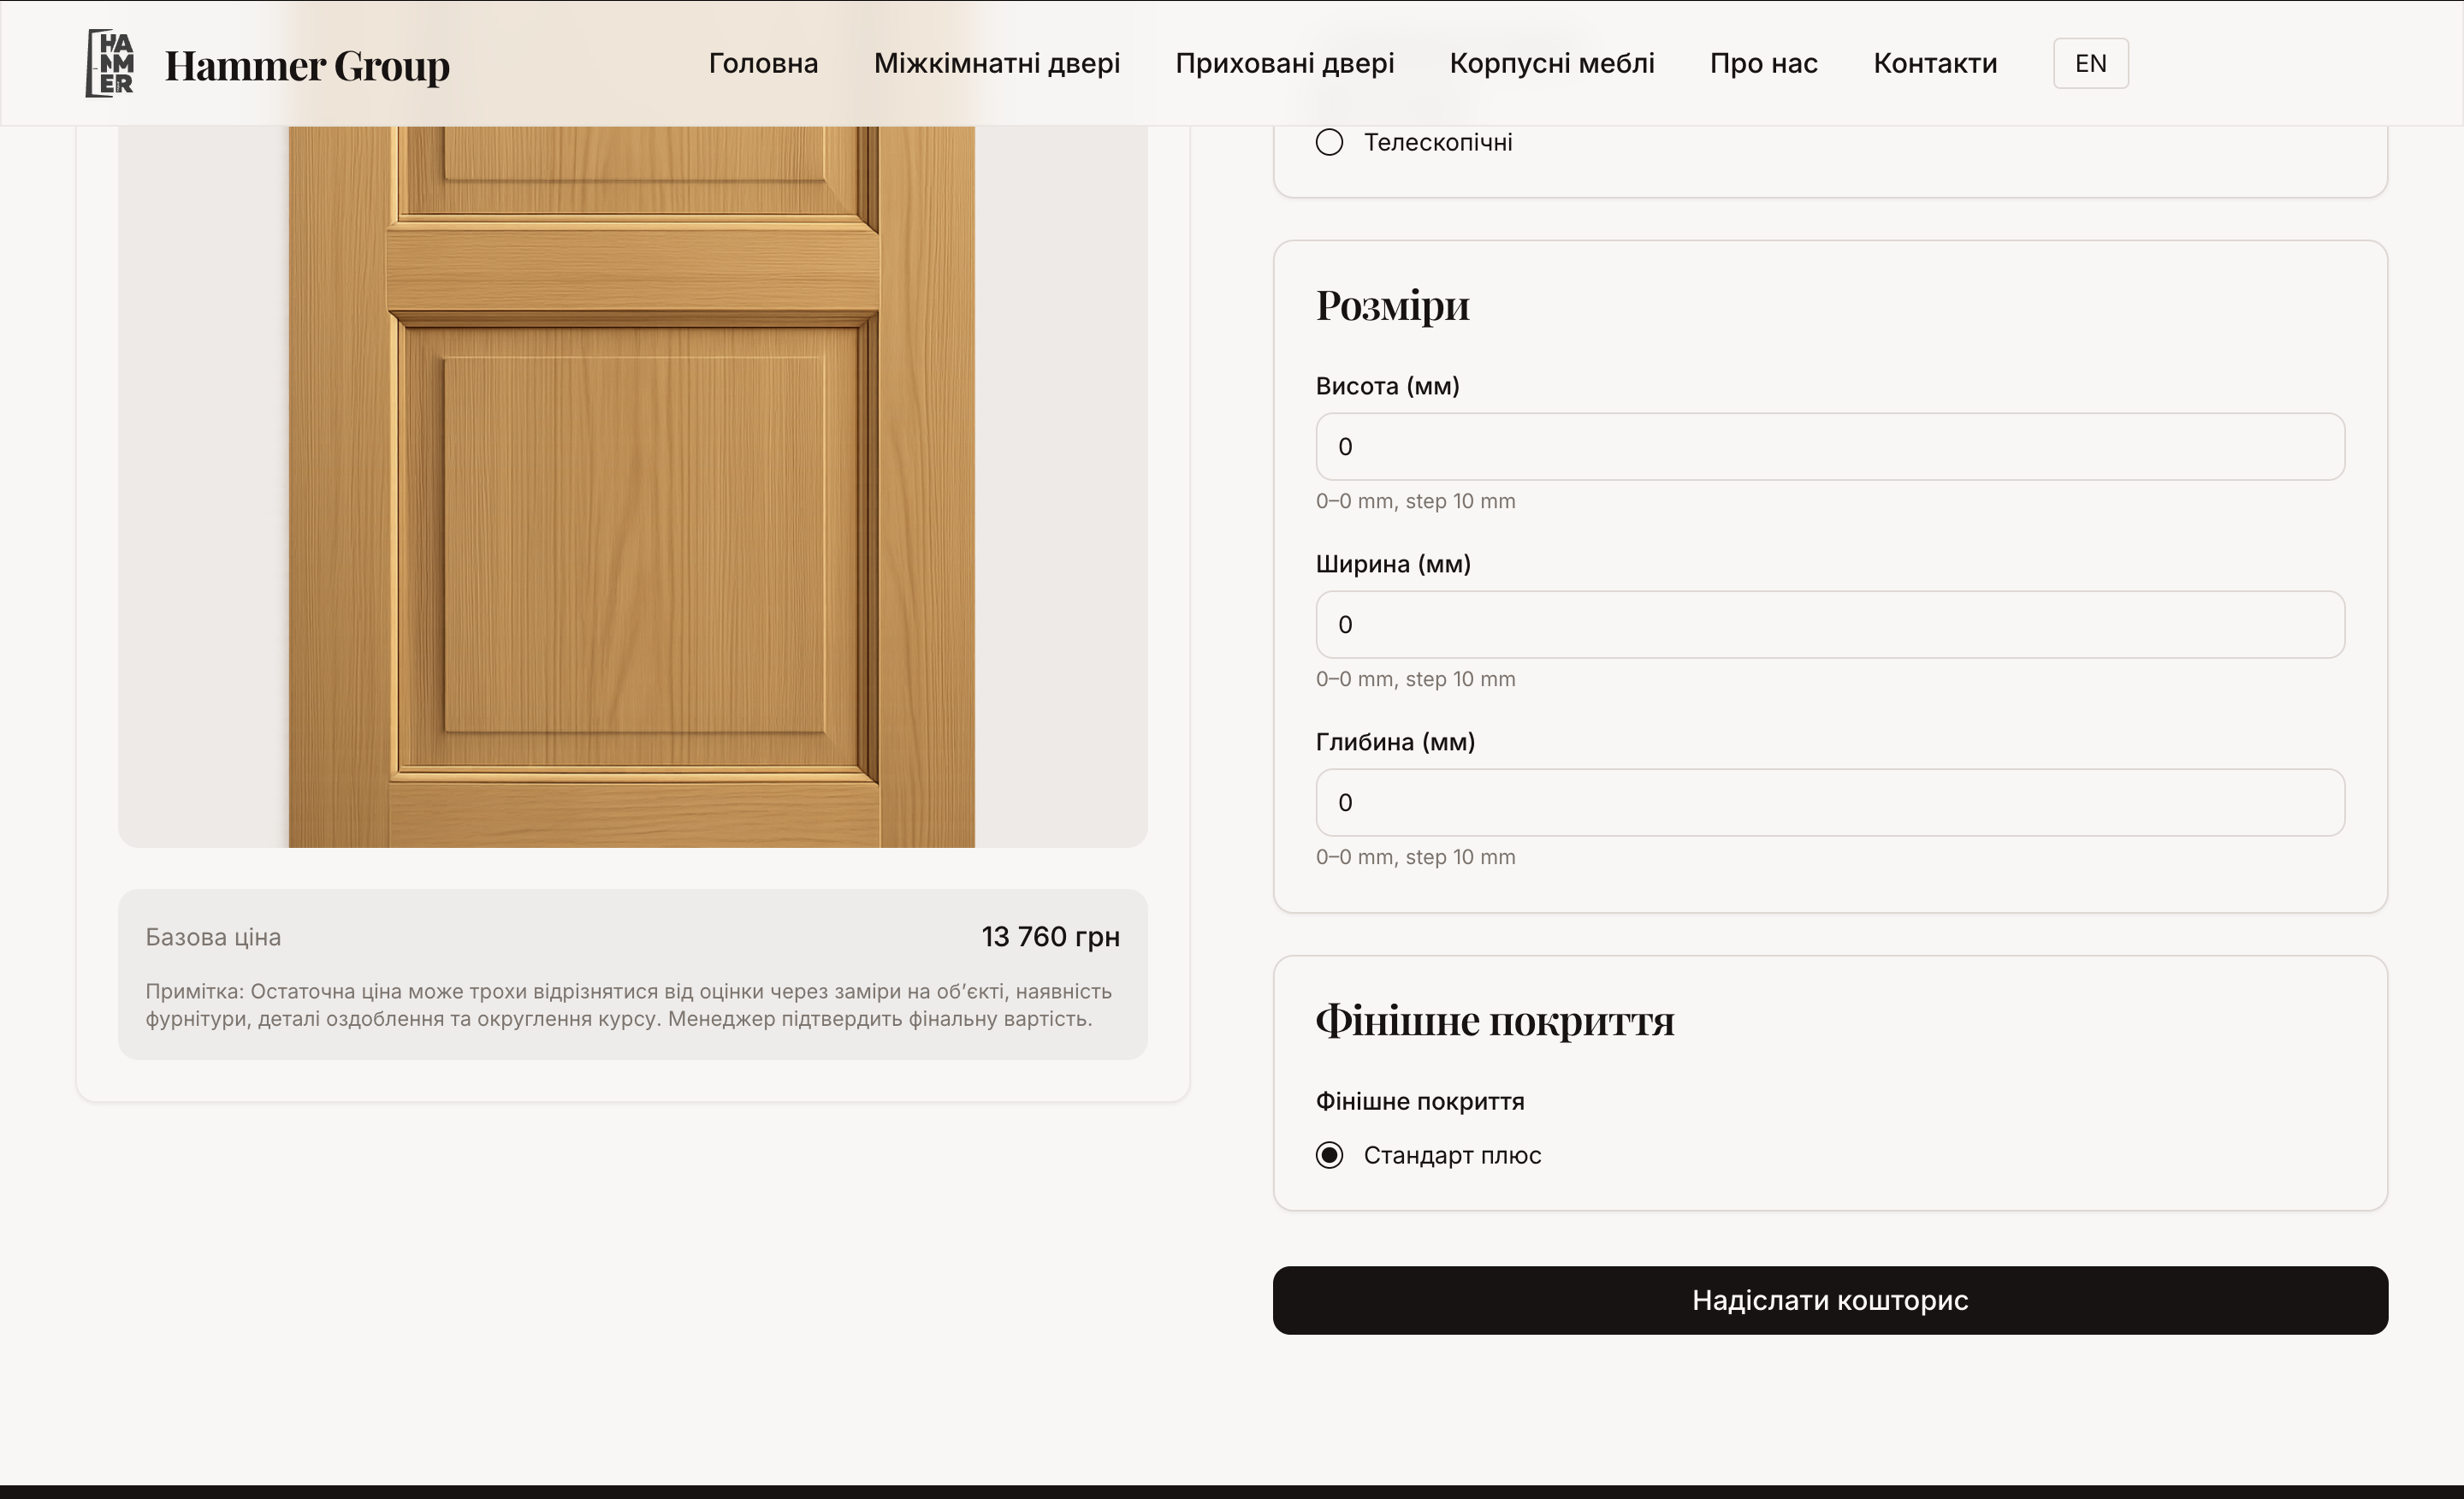 HAMMER
Hammer Group
Головна
Міжкімнатні двері
Приховані двері
Корпусні меблі
Про нас
Контакти
EN
Телескопічні
Розміри
Висота (мм)
0
0–0 mm, step 10 mm
Ширина (мм)
0
0–0 mm, step 10 mm
Глибина (мм)
0
0–0 mm, step 10 mm
Базова ціна
13 760 грн
Примітка: Остаточна ціна може трохи відрізнятися від оцінки через заміри на об’єкті, наявність
фурнітури, деталі оздоблення та округлення курсу. Менеджер підтвердить фінальну вартість.
Фінішне покриття
Фінішне покриття
Стандарт плюс
Надіслати кошторис